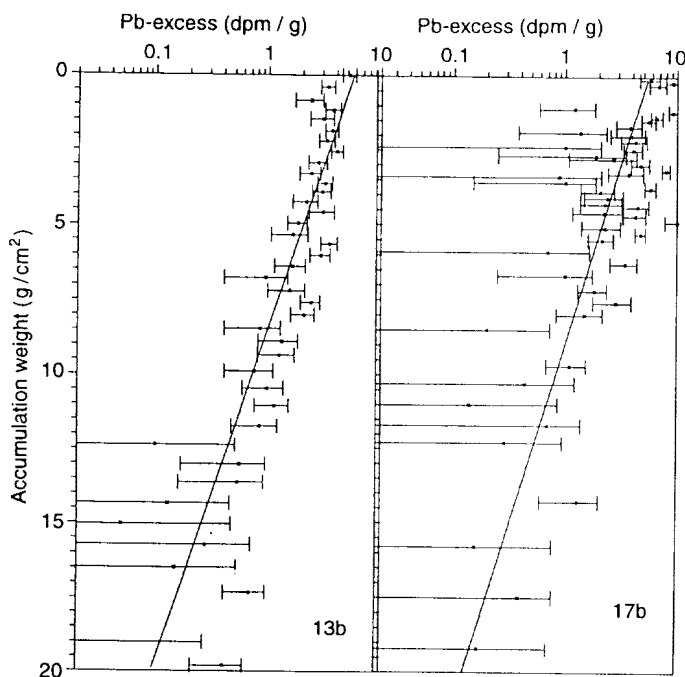 Pb-excess (dpm / g) Pb-excess (dpm / g)
0.1 1 10 0.1 1 10
0
5
10
15
20
Accumulation weight (g/cm²)
13b 17b